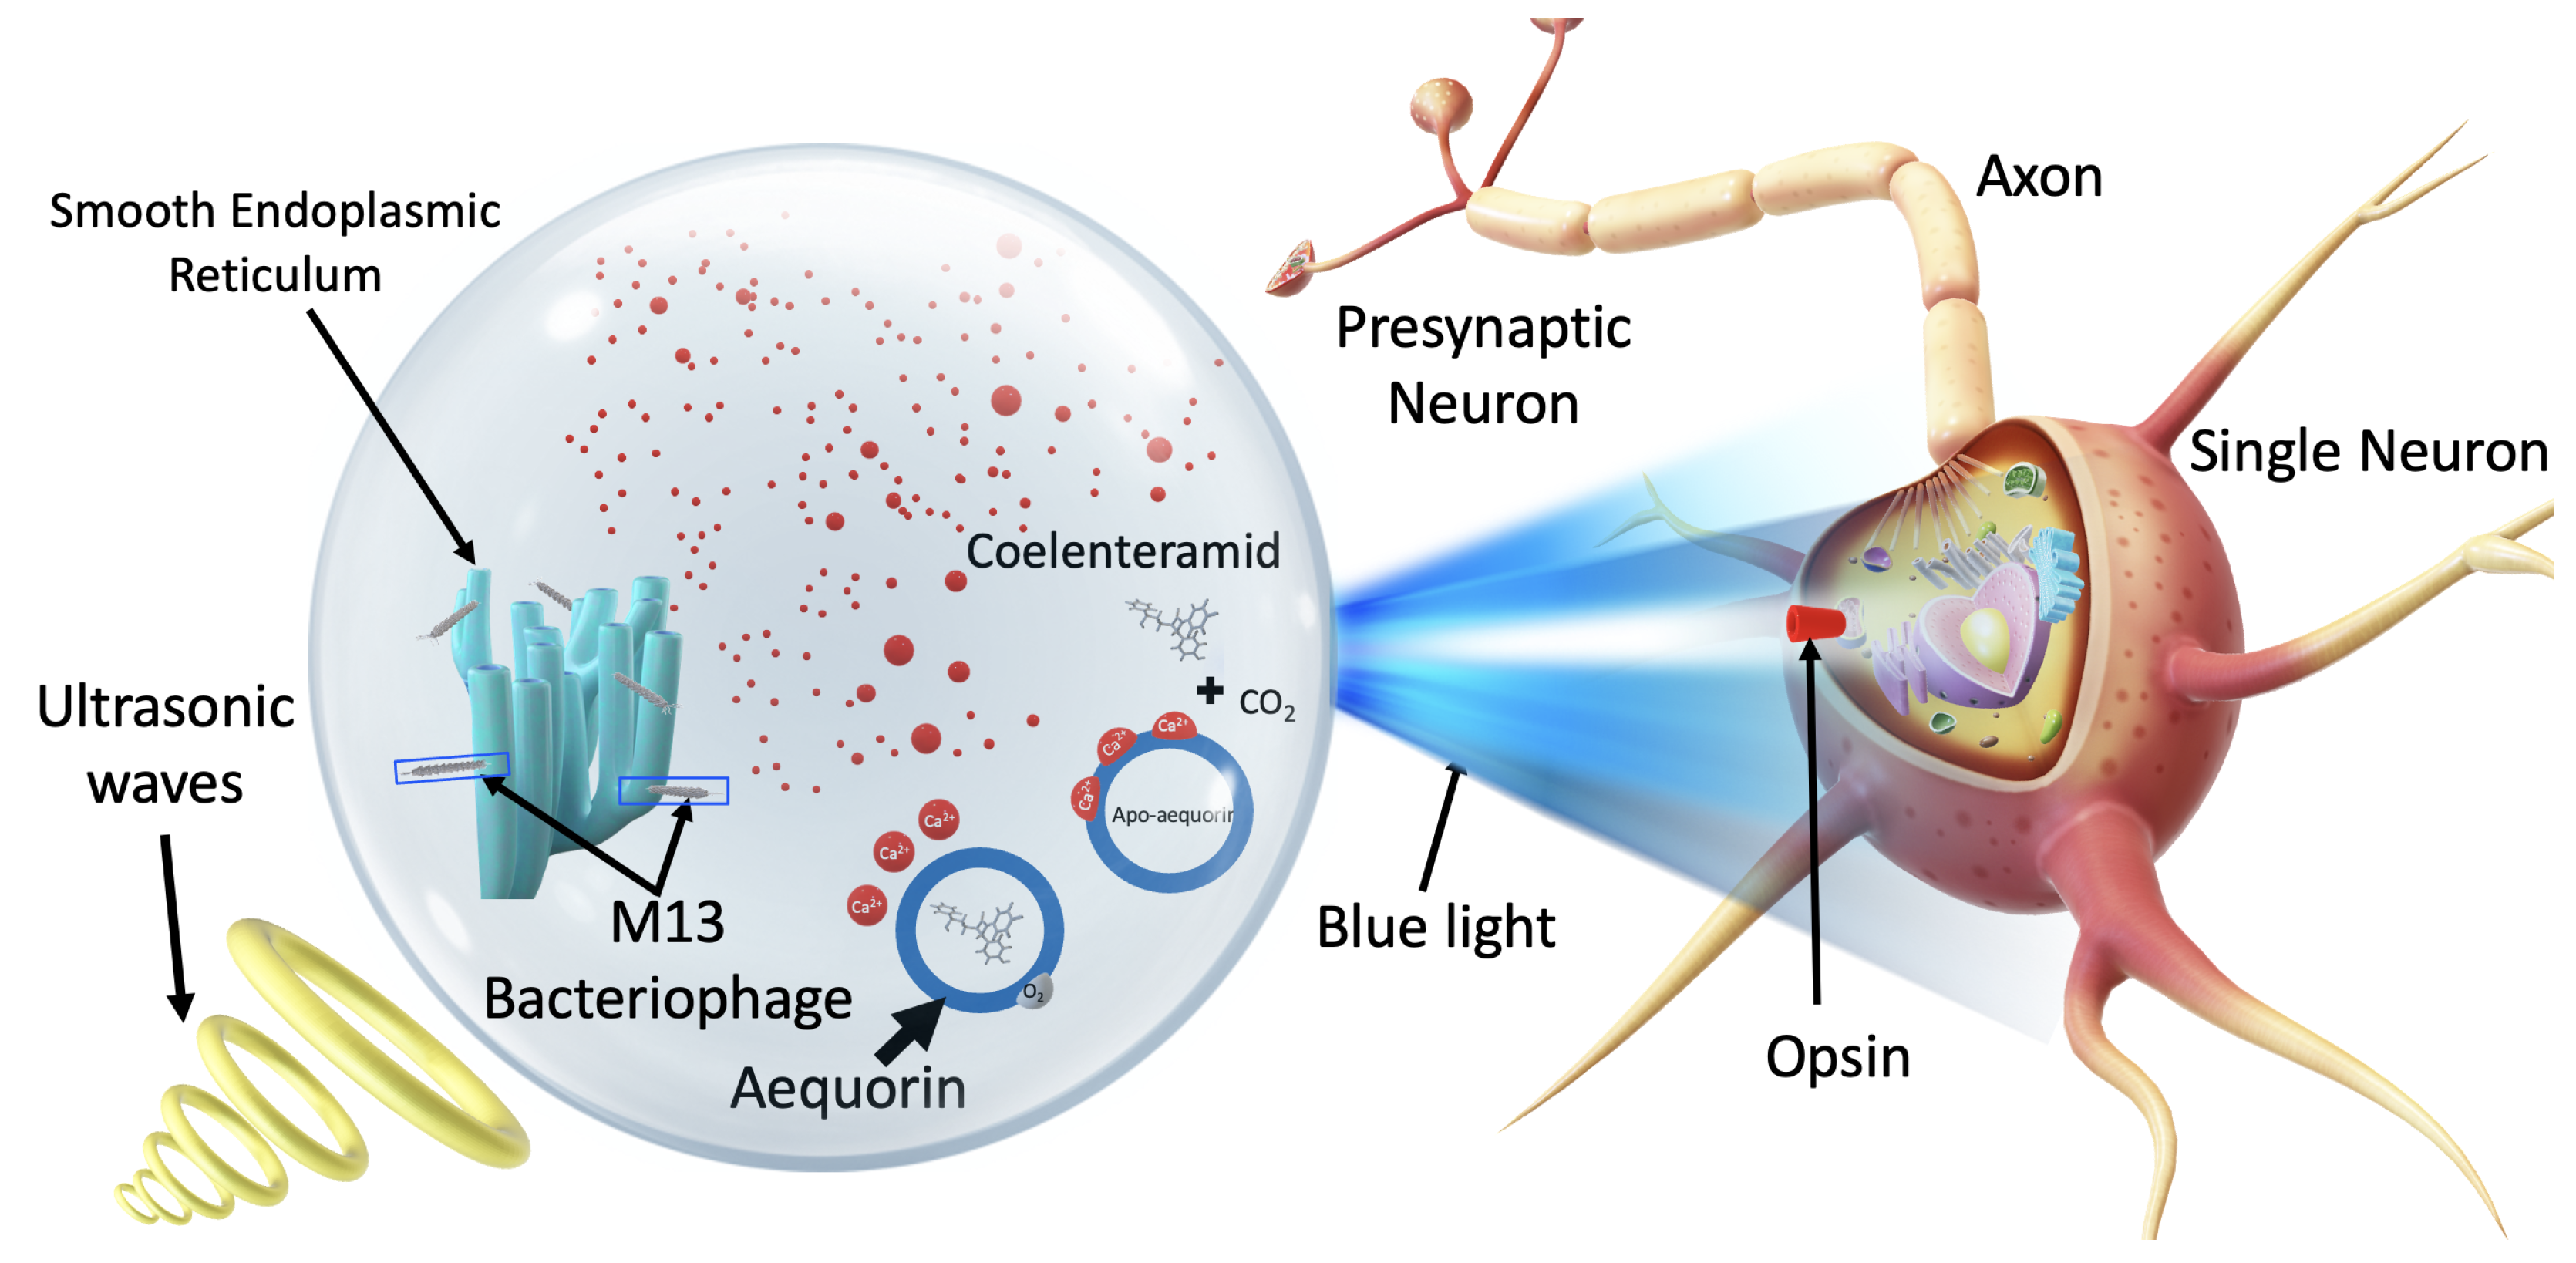 Smooth Endoplasmic
Reticulum
Axon
Presynaptic
Neuron
Single Neuron
Coelenteramid
+ CO₂
Ultrasonic
waves
Ca²⁺
Ca²⁺
Ca²⁺
Apo-aequorin
Ca²⁺
Ca²⁺
Ca²⁺
M13
Bacteriophage
O₂
Aequorin
Blue light
Opsin